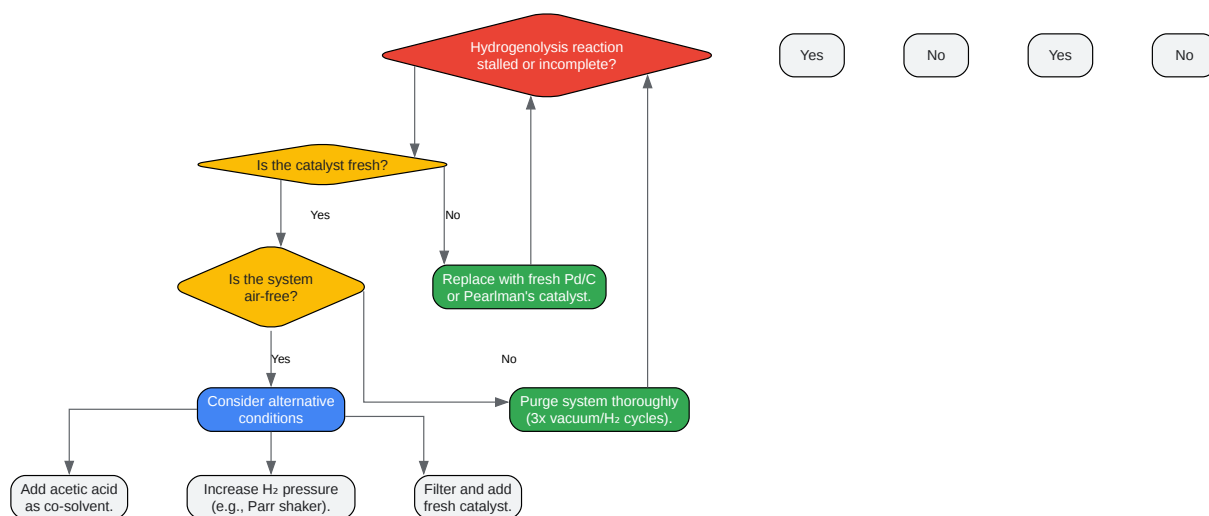 Hydrogenolysis reaction
stalled or incomplete?
Yes
No
Yes
No
Is the catalyst fresh?
Yes
No
Is the system
air-free?
Replace with fresh Pd/C
or Pearlman's catalyst.
Yes
No
Consider alternative
conditions
Purge system thoroughly
(3x vacuum/H₂ cycles).
Add acetic acid
as co-solvent.
Increase H₂ pressure
(e.g., Parr shaker).
Filter and add
fresh catalyst.